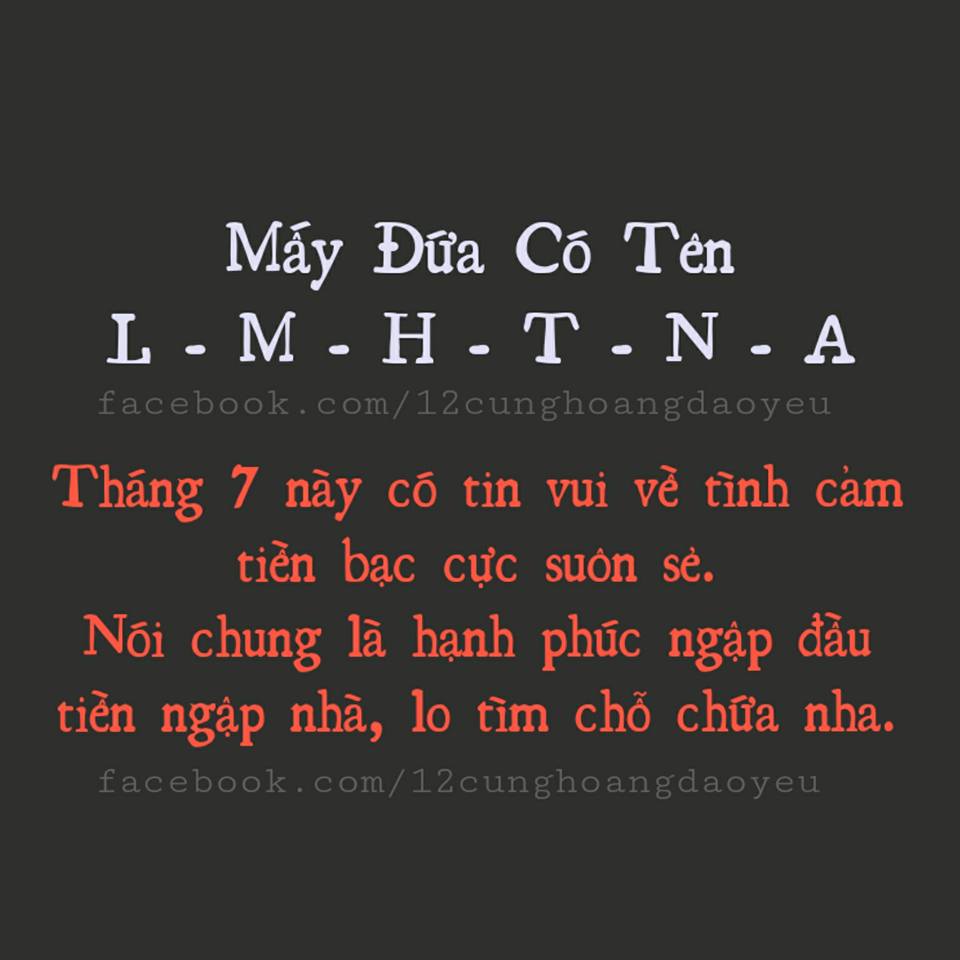 Mấy Đứa Có Tên
L - M - H - T - N - A
facebook.com/12cunghoangdaoyeu
Tháng 7 này có tin vui về tình cảm
tiền bạc cực suôn sẻ.
Nói chung là hạnh phúc ngập đầu
tiền ngập nhà, lo tìm chỗ chứa nha.
facebook.com/12cunghoangdaoyeu